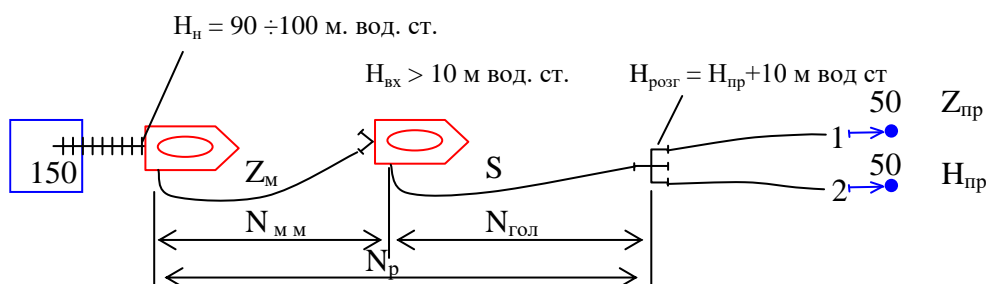 Hн = 90 ÷100 м. вод. ст.
Hвх > 10 м вод. ст.
Hрозг = Hпр+10 м вод ст
50 Zпр
1
150
Zм
S
50 Hпр
2
N м м
Nгол
Nр